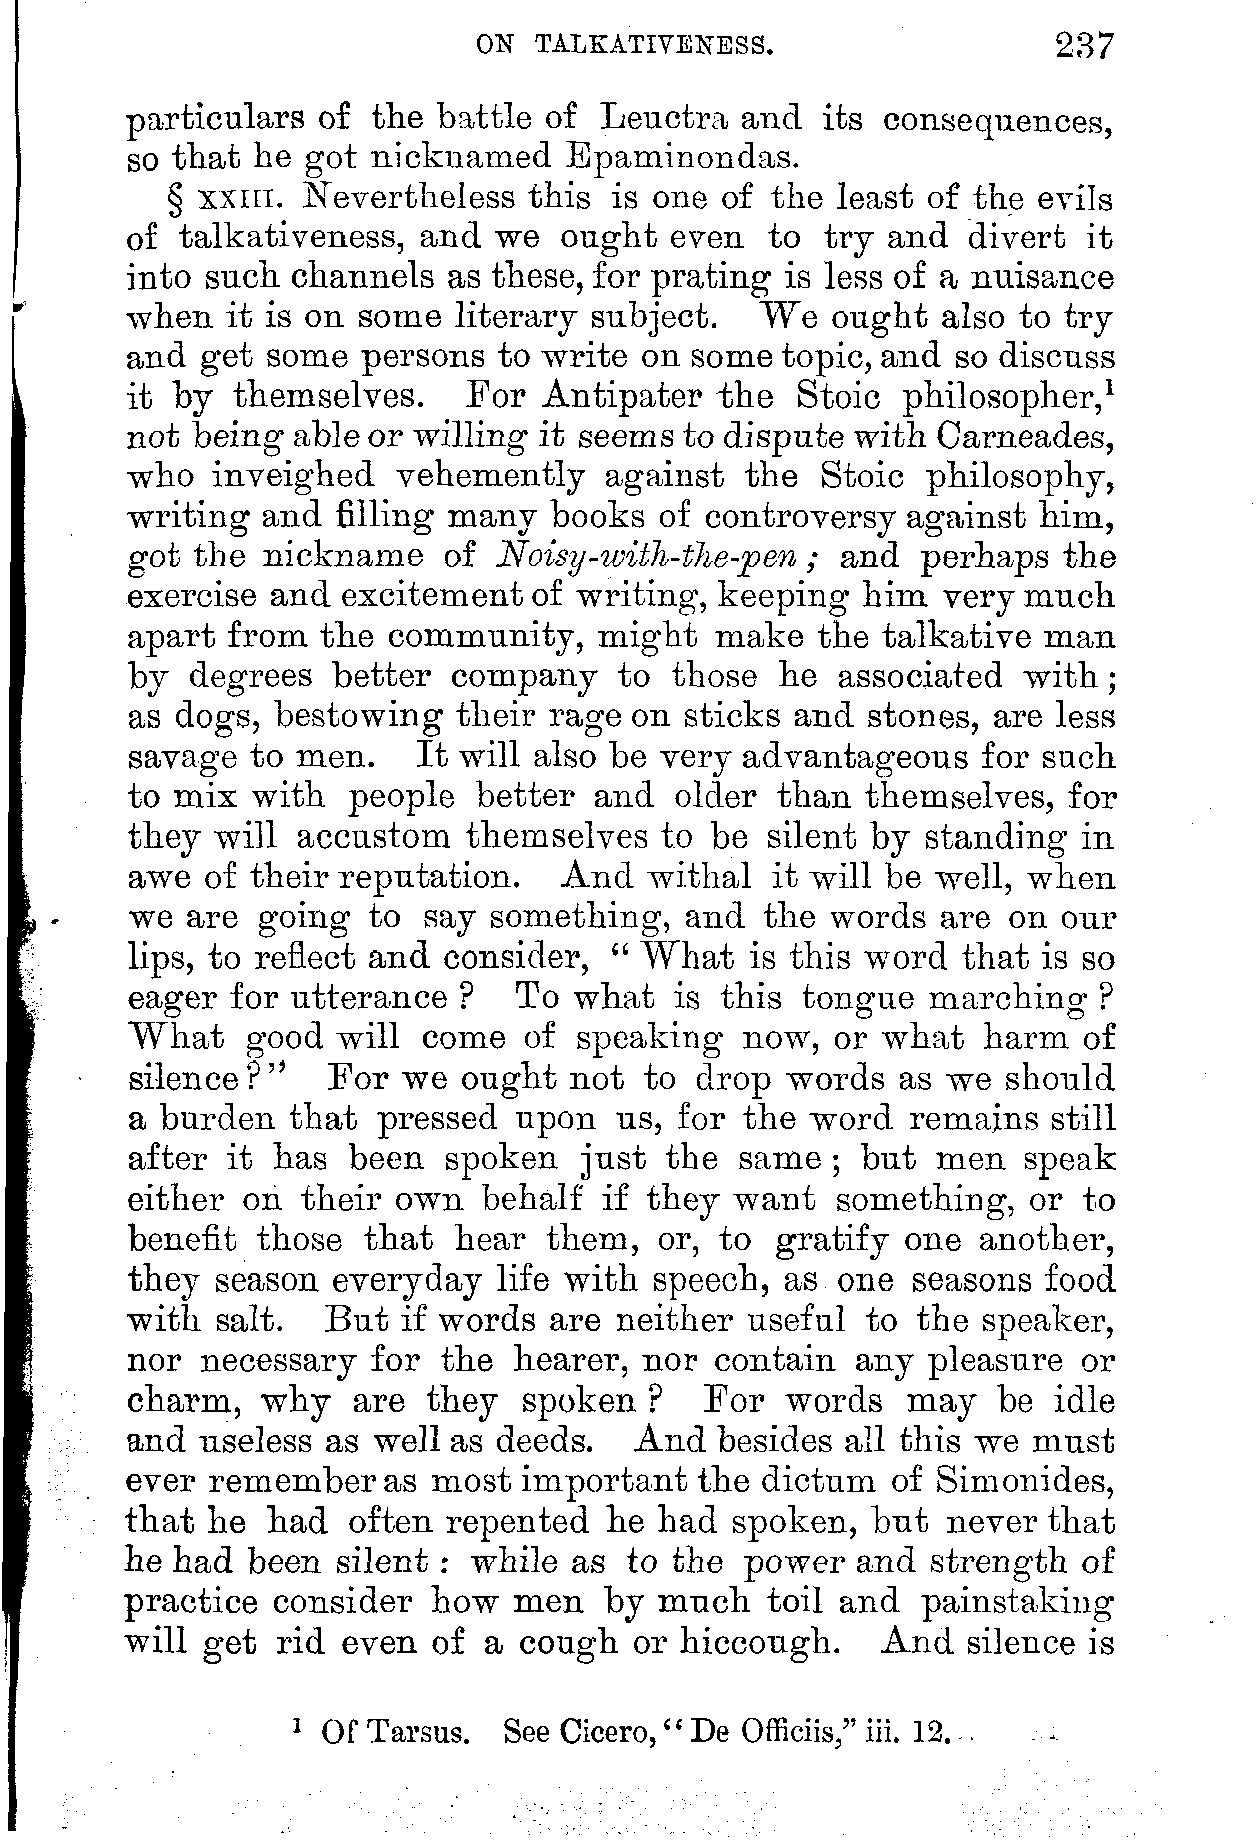 ON TALKATIVENESS. 237
particulars of the battle of Leuctra and its consequences,
so that he got nicknamed Epaminondas.
§ XXIII. Nevertheless this is one of the least of the evils
of talkativeness, and we ought even to try and divert it
into such channels as these, for prating is less of a nuisance
when it is on some literary subject. We ought also to try
and get some persons to write on some topic, and so discuss
it by themselves. For Antipater the Stoic philosopher,¹
not being able or willing it seems to dispute with Carneades,
who inveighed vehemently against the Stoic philosophy,
writing and filling many books of controversy against him,
got the nickname of Noisy-with-the-pen; and perhaps the
exercise and excitement of writing, keeping him very much
apart from the community, might make the talkative man
by degrees better company to those he associated with;
as dogs, bestowing their rage on sticks and stones, are less
savage to men. It will also be very advantageous for such
to mix with people better and older than themselves, for
they will accustom themselves to be silent by standing in
awe of their reputation. And withal it will be well, when
we are going to say something, and the words are on our
lips, to reflect and consider, "What is this word that is so
eager for utterance? To what is this tongue marching?
What good will come of speaking now, or what harm of
silence?" For we ought not to drop words as we should
a burden that pressed upon us, for the word remains still
after it has been spoken just the same; but men speak
either on their own behalf if they want something, or to
benefit those that hear them, or, to gratify one another,
they season everyday life with speech, as one seasons food
with salt. But if words are neither useful to the speaker,
nor necessary for the hearer, nor contain any pleasure or
charm, why are they spoken? For words may be idle
and useless as well as deeds. And besides all this we must
ever remember as most important the dictum of Simonides,
that he had often repented he had spoken, but never that
he had been silent: while as to the power and strength of
practice consider how men by much toil and painstaking
will get rid even of a cough or hiccough. And silence is
¹ Of Tarsus. See Cicero, "De Officiis," iii. 12.